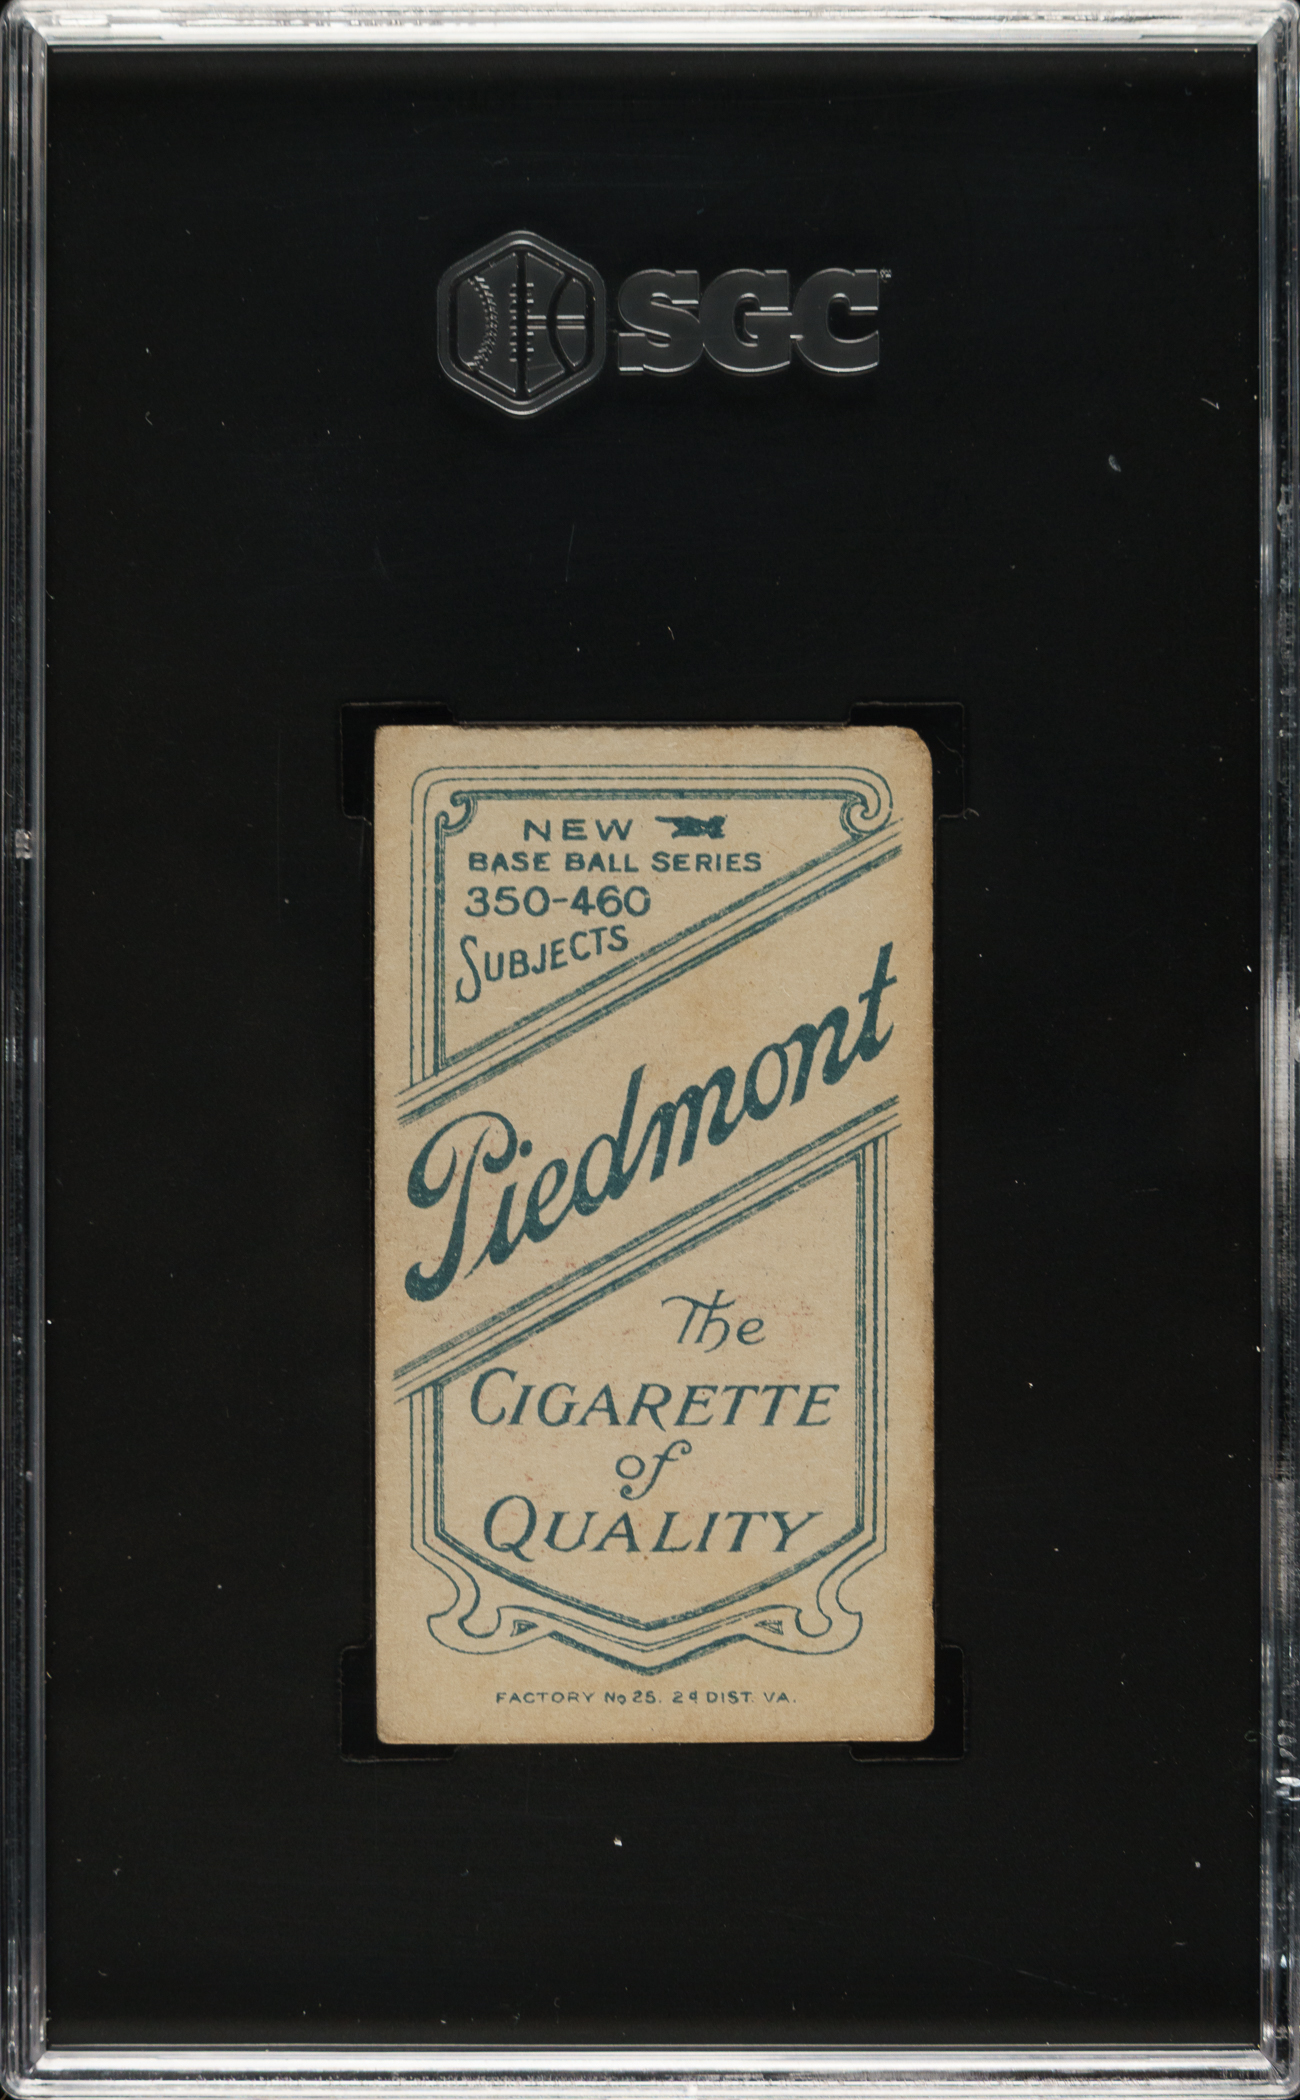 SGC
NEW
BASE BALL SERIES
350-460
SUBJECTS
Piedmont
The
CIGARETTE
of
QUALITY
FACTORY No 25. 2d DIST. VA.